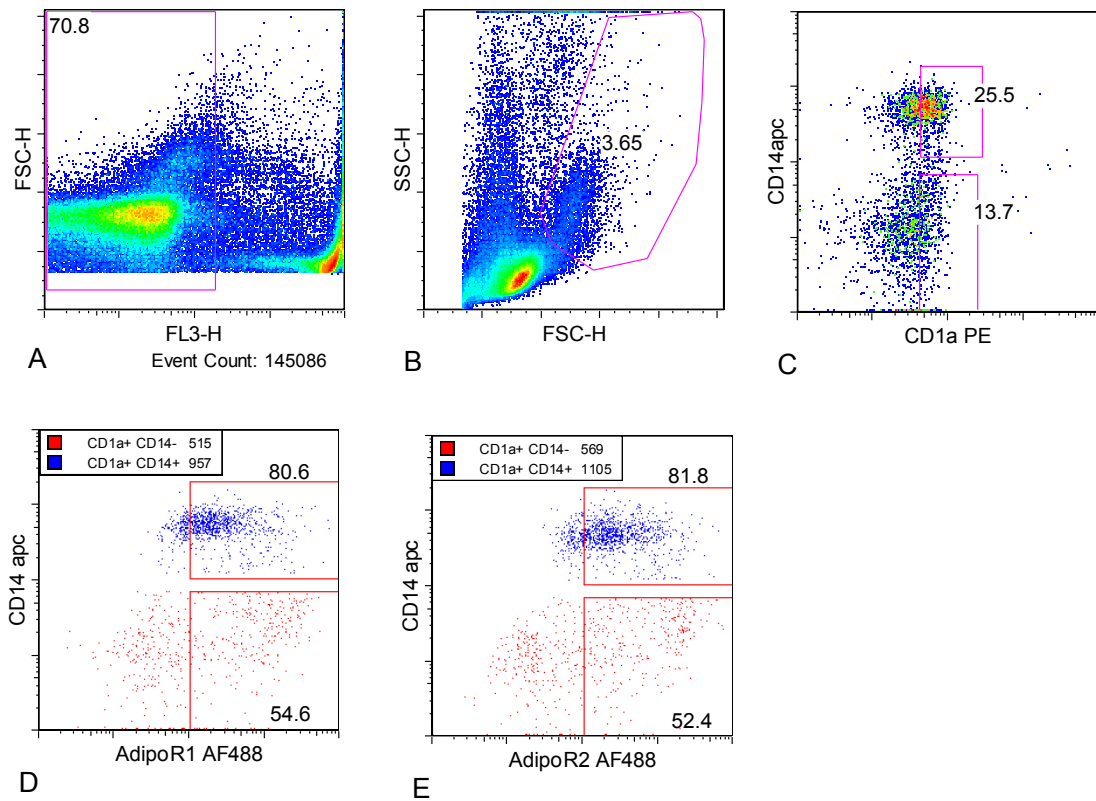 70.8
FSC-H
FL3-H
Event Count: 145086
A
3.65
SSC-H
FSC-H
B
25.5
13.7
CD14apc
CD1a PE
C
CD1a+ CD14- 515
CD1a+ CD14+ 957
80.6
CD14 apc
54.6
AdipoR1 AF488
D
CD1a+ CD14- 569
CD1a+ CD14+ 1105
81.8
CD14 apc
52.4
AdipoR2 AF488
E